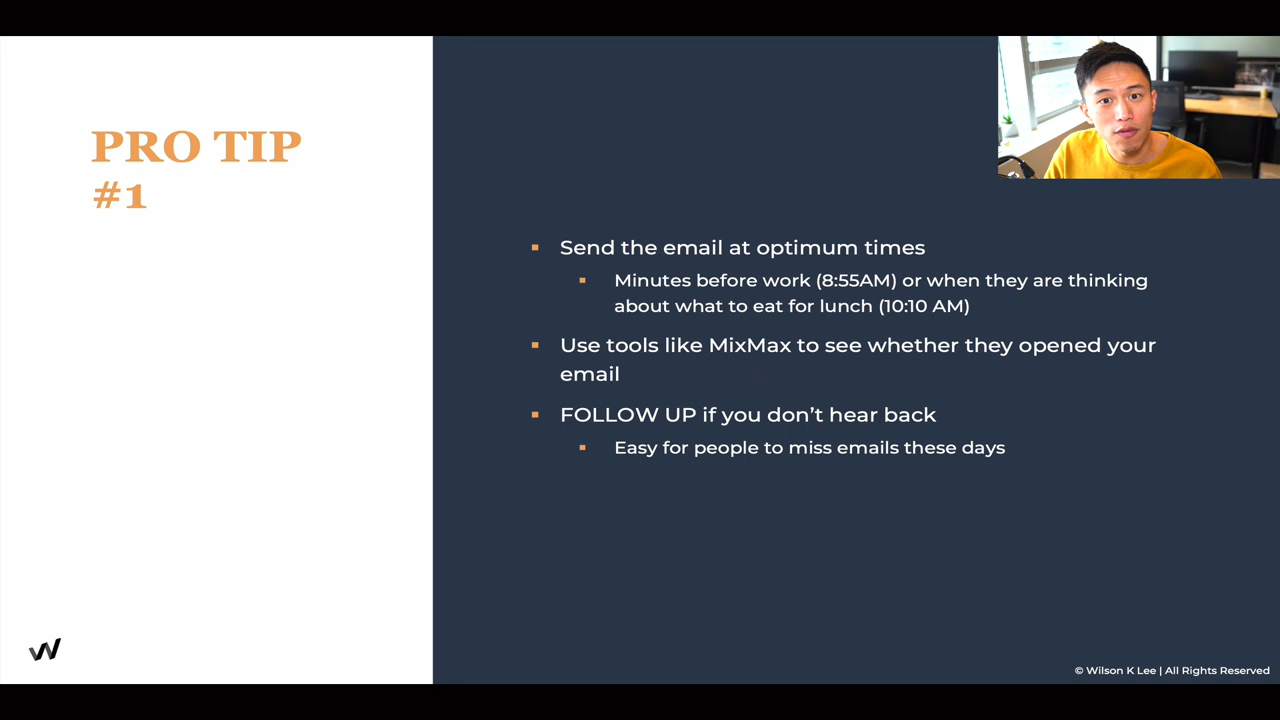 PRO TIP
#1
Send the email at optimum times
Minutes before work (8:55AM) or when they are thinking
about what to eat for lunch (10:10 AM)
Use tools like MixMax to see whether they opened your
email
FOLLOW UP if you don’t hear back
Easy for people to miss emails these days
© Wilson K Lee | All Rights Reserved